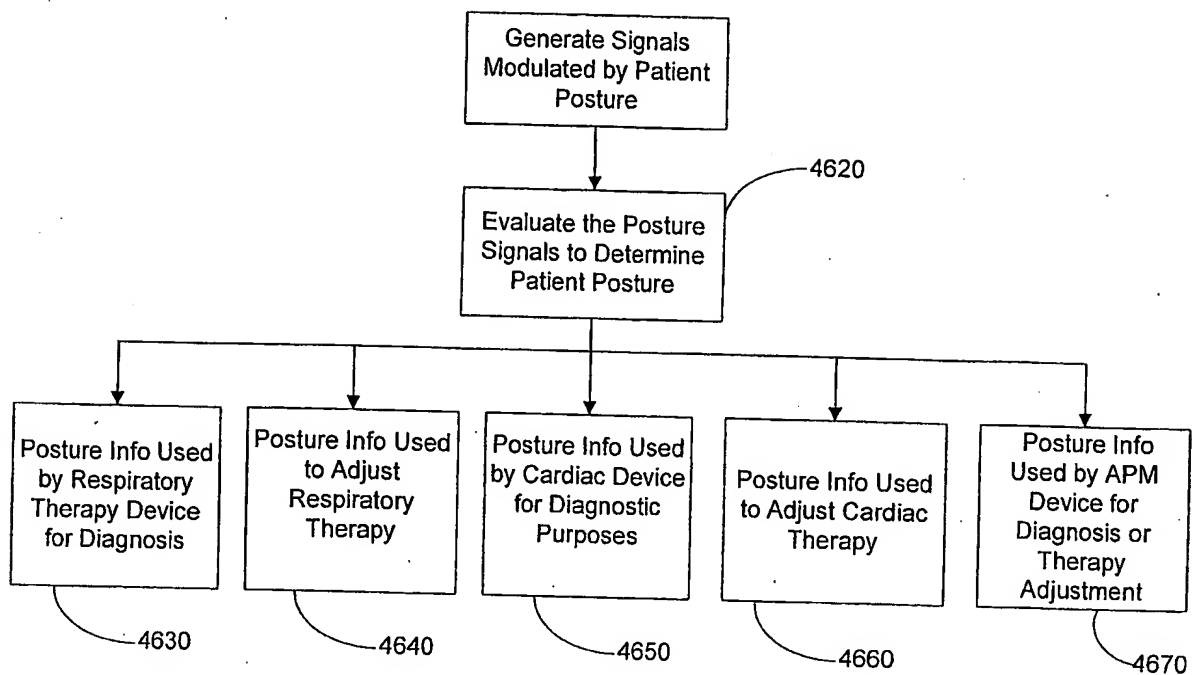 Generate Signals
Modulated by Patient
Posture
4620
Evaluate the Posture
Signals to Determine
Patient Posture
Posture Info Used
by Respiratory
Therapy Device
for Diagnosis
Posture Info Used
to Adjust
Respiratory
Therapy
Posture Info Used
by Cardiac Device
for Diagnostic
Purposes
Posture Info Used
to Adjust Cardiac
Therapy
Posture Info
Used by APM
Device for
Diagnosis or
Therapy
Adjustment
4630
4640
4650
4660
4670